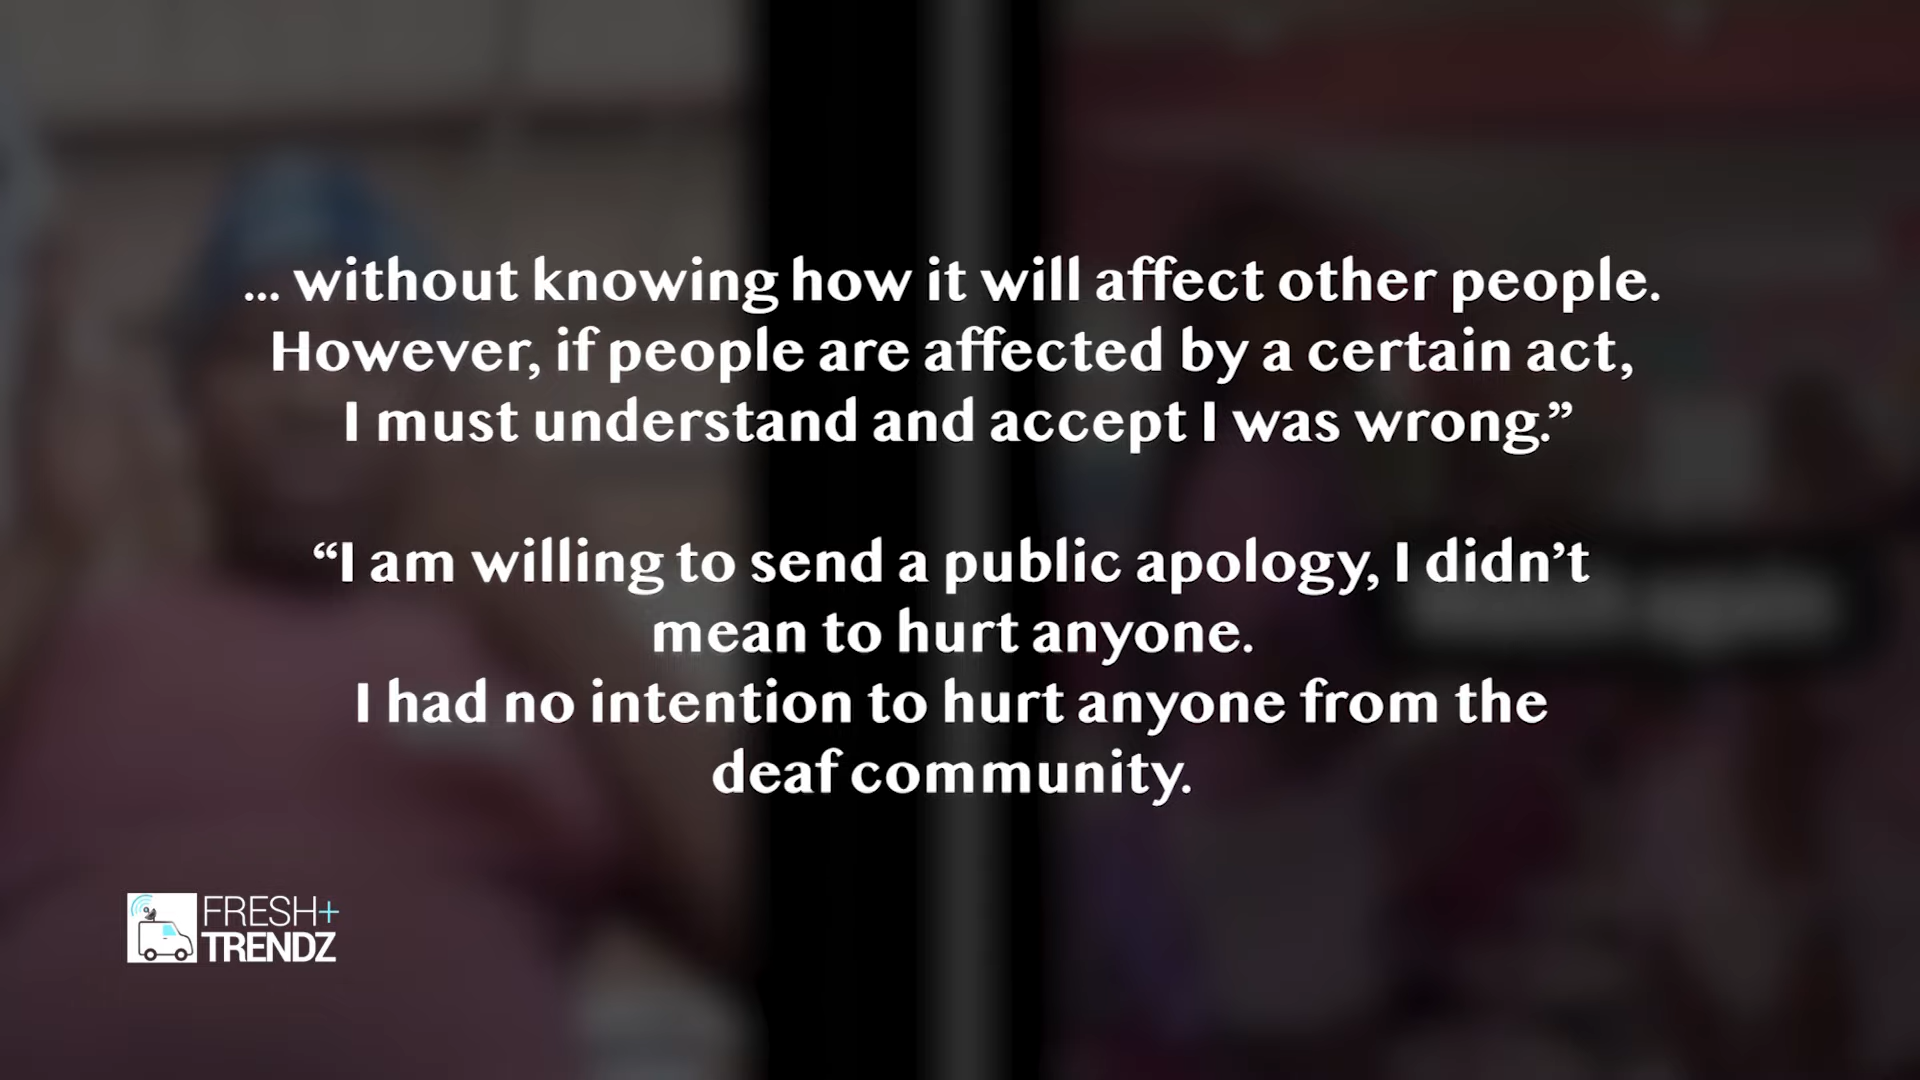 ... without knowing how it will affect other people.
However, if people are affected by a certain act,
I must understand and accept I was wrong.”
“I am willing to send a public apology, I didn’t
mean to hurt anyone.
I had no intention to hurt anyone from the
deaf community.
FRESH+
TRENDZ